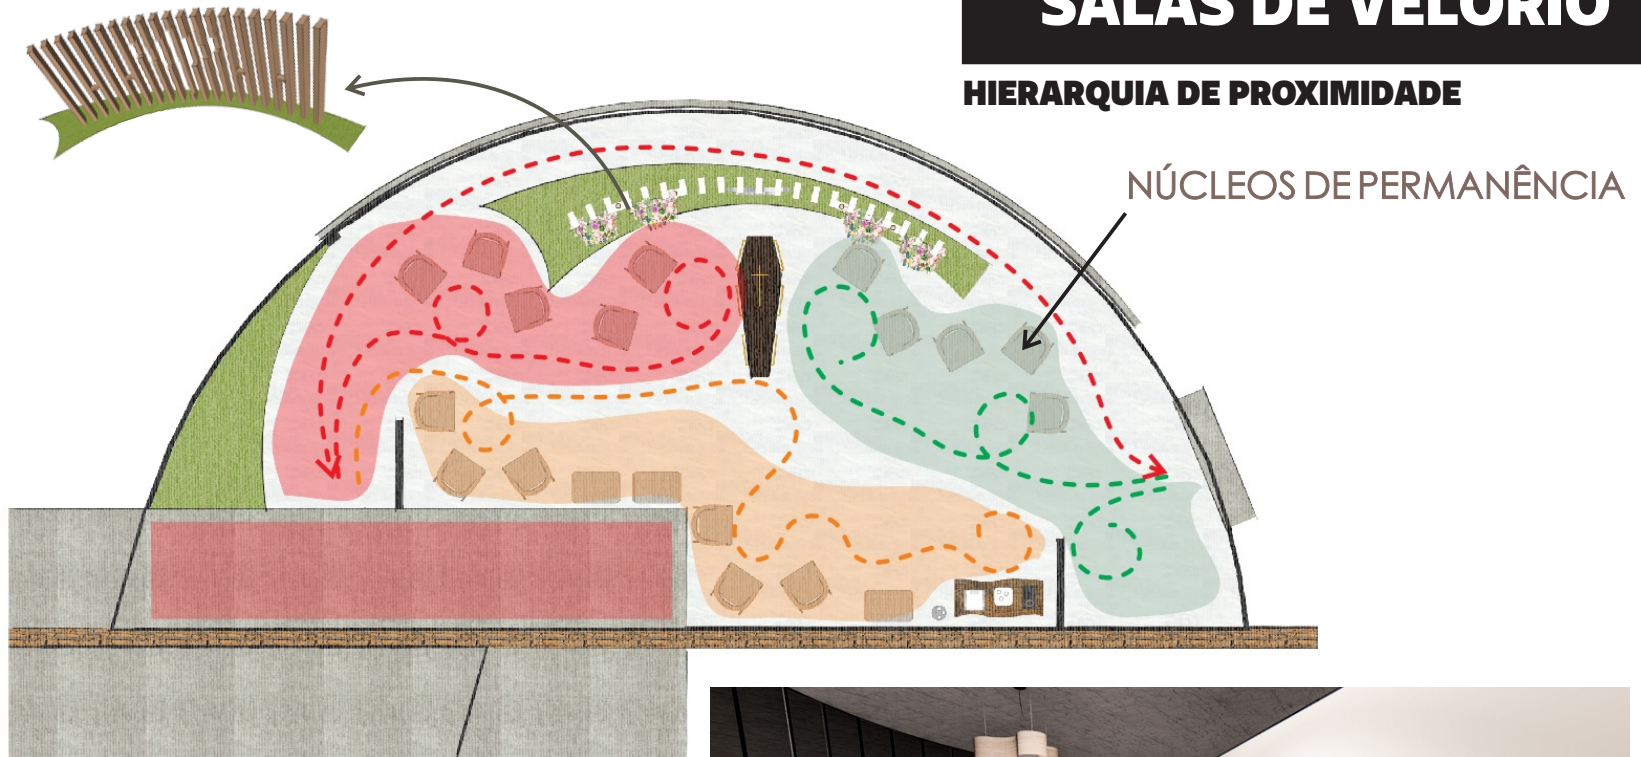 SALAS DE VELÓRIO
HIERARQUIA DE PROXIMIDADE
NÚCLEOS DE PERMANÊNCIA